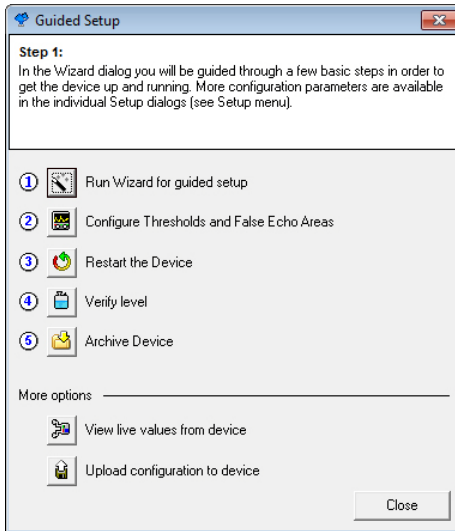 Guided Setup
Step 1:
In the Wizard dialog you will be guided through a few basic steps in order to
get the device up and running. More configuration parameters are available
in the individual Setup dialogs (see Setup menu).
1 Run Wizard for guided setup
2 Configure Thresholds and False Echo Areas
3 Restart the Device
4 Verify level
5 Archive Device
More options
View live values from device
Upload configuration to device
Close